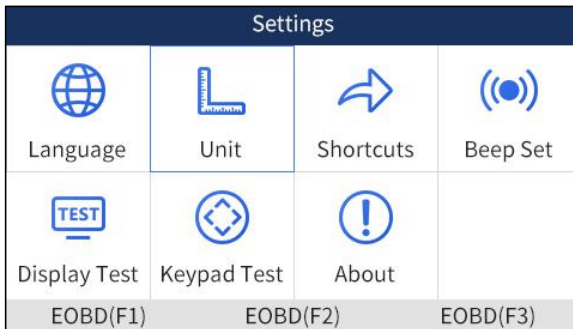 Settings
Language Unit Shortcuts Beep Set
TEST
Display Test Keypad Test About
EOBD(F1) EOBD(F2) EOBD(F3)